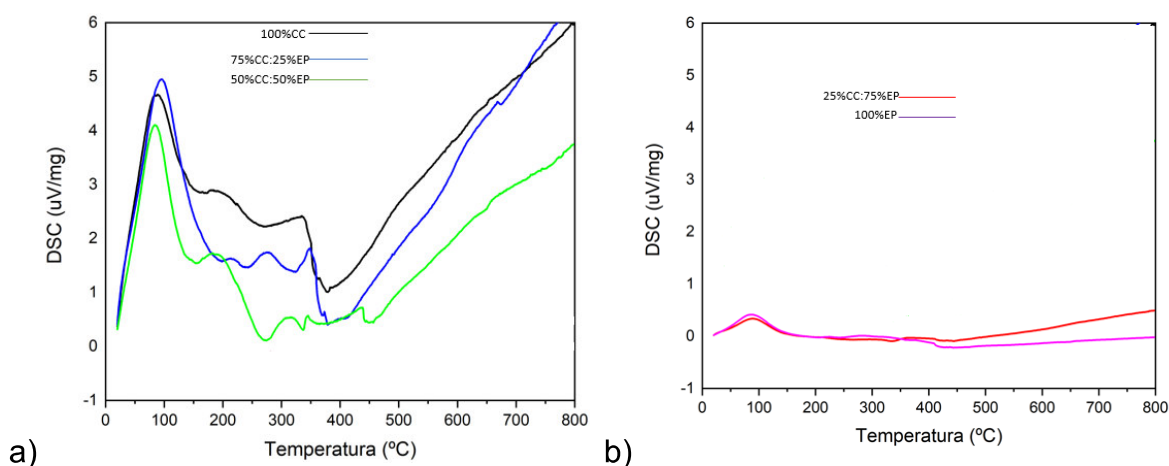 6
5
4
3
2
1
0
-1
DSC (uV/mg)
100%CC
75%CC:25%EP
50%CC:50%EP
0 100 200 300 400 500 600 700 800
Temperatura (ºC)
a)
6
5
4
3
2
1
0
-1
DSC (uV/mg)
25%CC:75%EP
100%EP
0 100 200 300 400 500 600 700 800
Temperatura (ºC)
b)